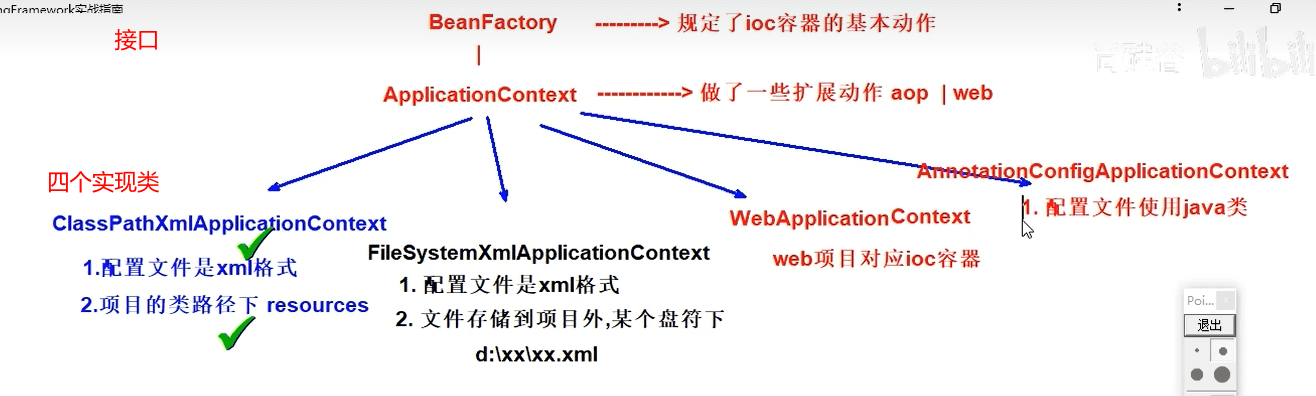 ngFramework实战指南
接口
BeanFactory ---------> 规定了ioc容器的基本动作
|
ApplicationContext ------------> 做了一些扩展动作 aop | web
bilibili
四个实现类
AnnotationConfigApplicationContext
1. 配置文件使用java类
ClassPathXmlApplicationContext
1.配置文件是xml格式
2.项目的类路径下 resources
FileSystemXmlApplicationContext
1. 配置文件是xml格式
2. 文件存储到项目外,某个盘符下
d:\xx\xx.xml
WebApplicationContext
web项目对应ioc容器
Poi...
退出